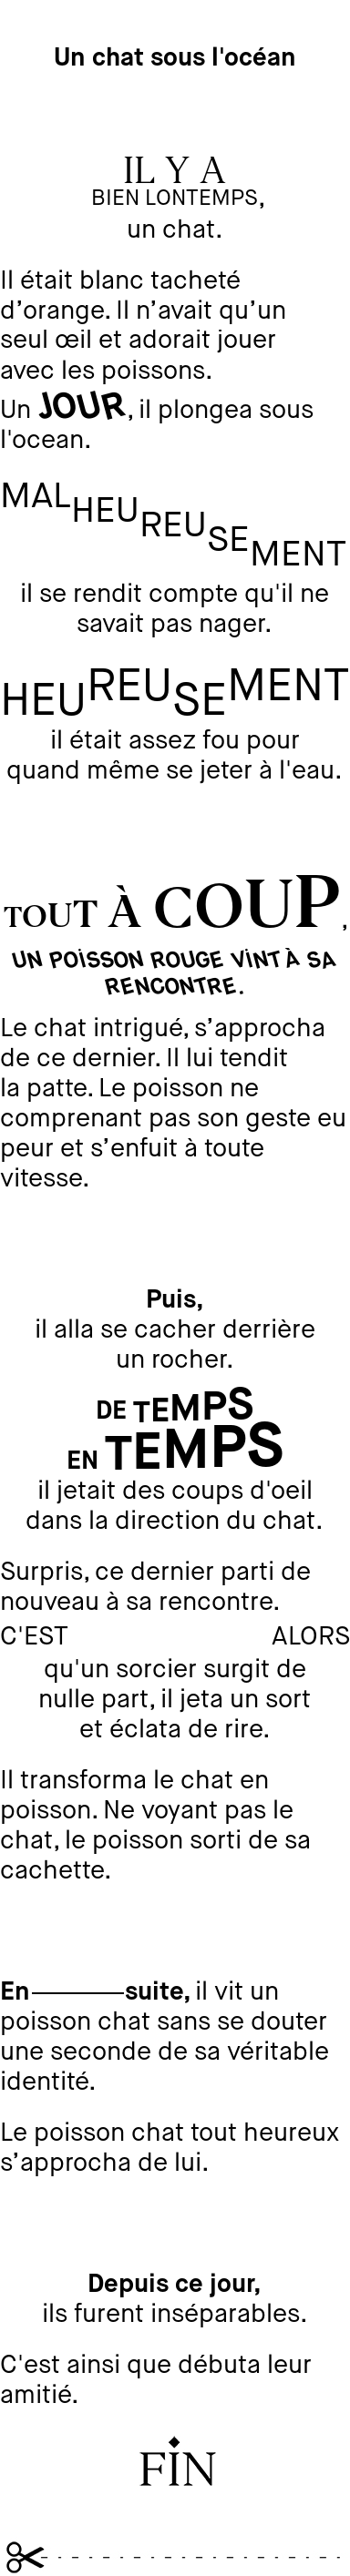 Un chat sous l'océan
IL Y A
BIEN LONTEMPS,
un chat.
Il était blanc tacheté
d’orange. Il n’avait qu’un
seul œil et adorait jouer
avec les poissons.
Un JOUR, il plongea sous
l'ocean.
MALHEUREUSEMENT
il se rendit compte qu'il ne
savait pas nager.
HEUREUSEMENT
il était assez fou pour
quand même se jeter à l'eau.
TOUT À COUP,
UN POISSON ROUGE VINT À SA
RENCONTRE.
Le chat intrigué, s’approcha
de ce dernier. Il lui tendit
la patte. Le poisson ne
comprenant pas son geste eu
peur et s’enfuit à toute
vitesse.
Puis,
il alla se cacher derrière
un rocher.
DE TEMPS
EN TEMPS
il jetait des coups d'oeil
dans la direction du chat.
Surpris, ce dernier parti de
nouveau à sa rencontre.
C'EST ALORS
qu'un sorcier surgit de
nulle part, il jeta un sort
et éclata de rire.
Il transforma le chat en
poisson. Ne voyant pas le
chat, le poisson sorti de sa
cachette.
En———suite, il vit un
poisson chat sans se douter
une seconde de sa véritable
identité.
Le poisson chat tout heureux
s’approcha de lui.
Depuis ce jour,
ils furent inséparables.
C'est ainsi que débuta leur
amitié.
FIN